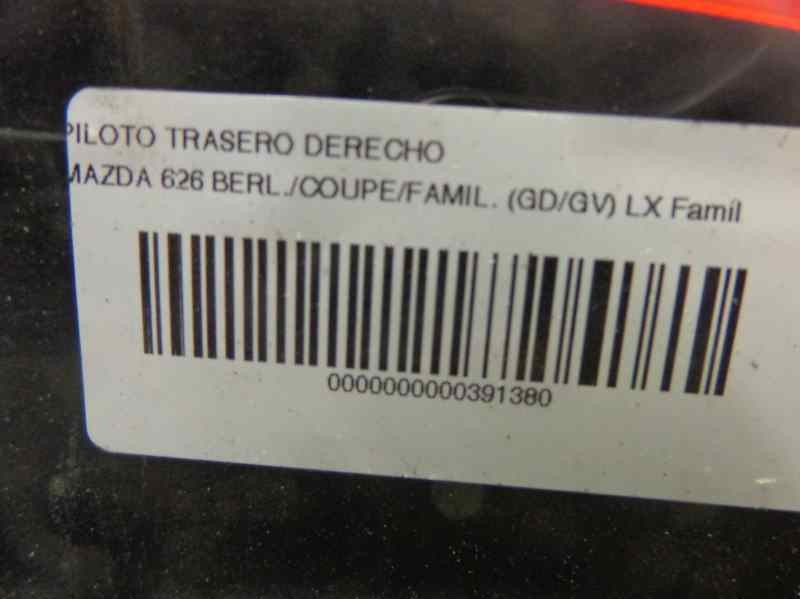 PILOTO TRASERO DERECHO
MAZDA 626 BERL./COUPE/FAMIL. (GD/GV) LX Famil
0000000000391380